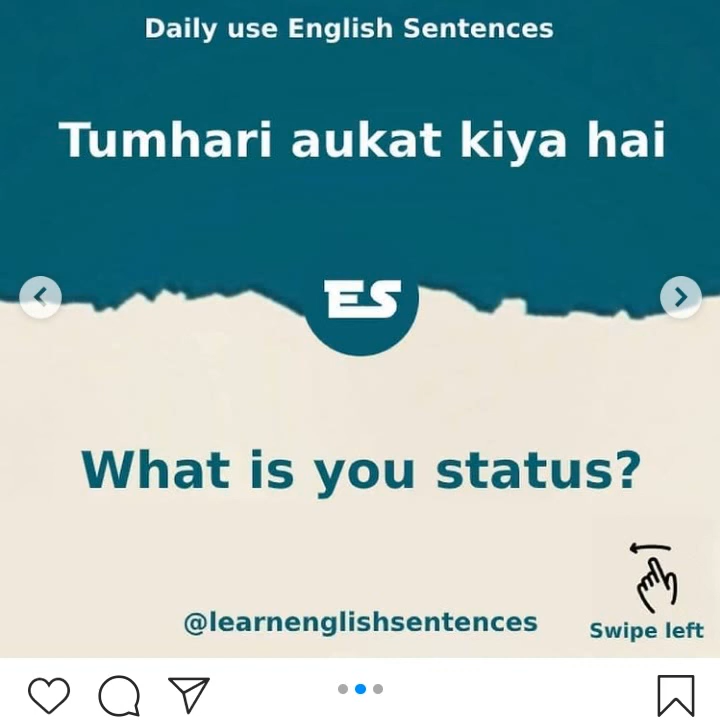 Daily use English Sentences
Tumhari aukat kiya hai
ES
What is you status?
@learnenglishsentences
Swipe left